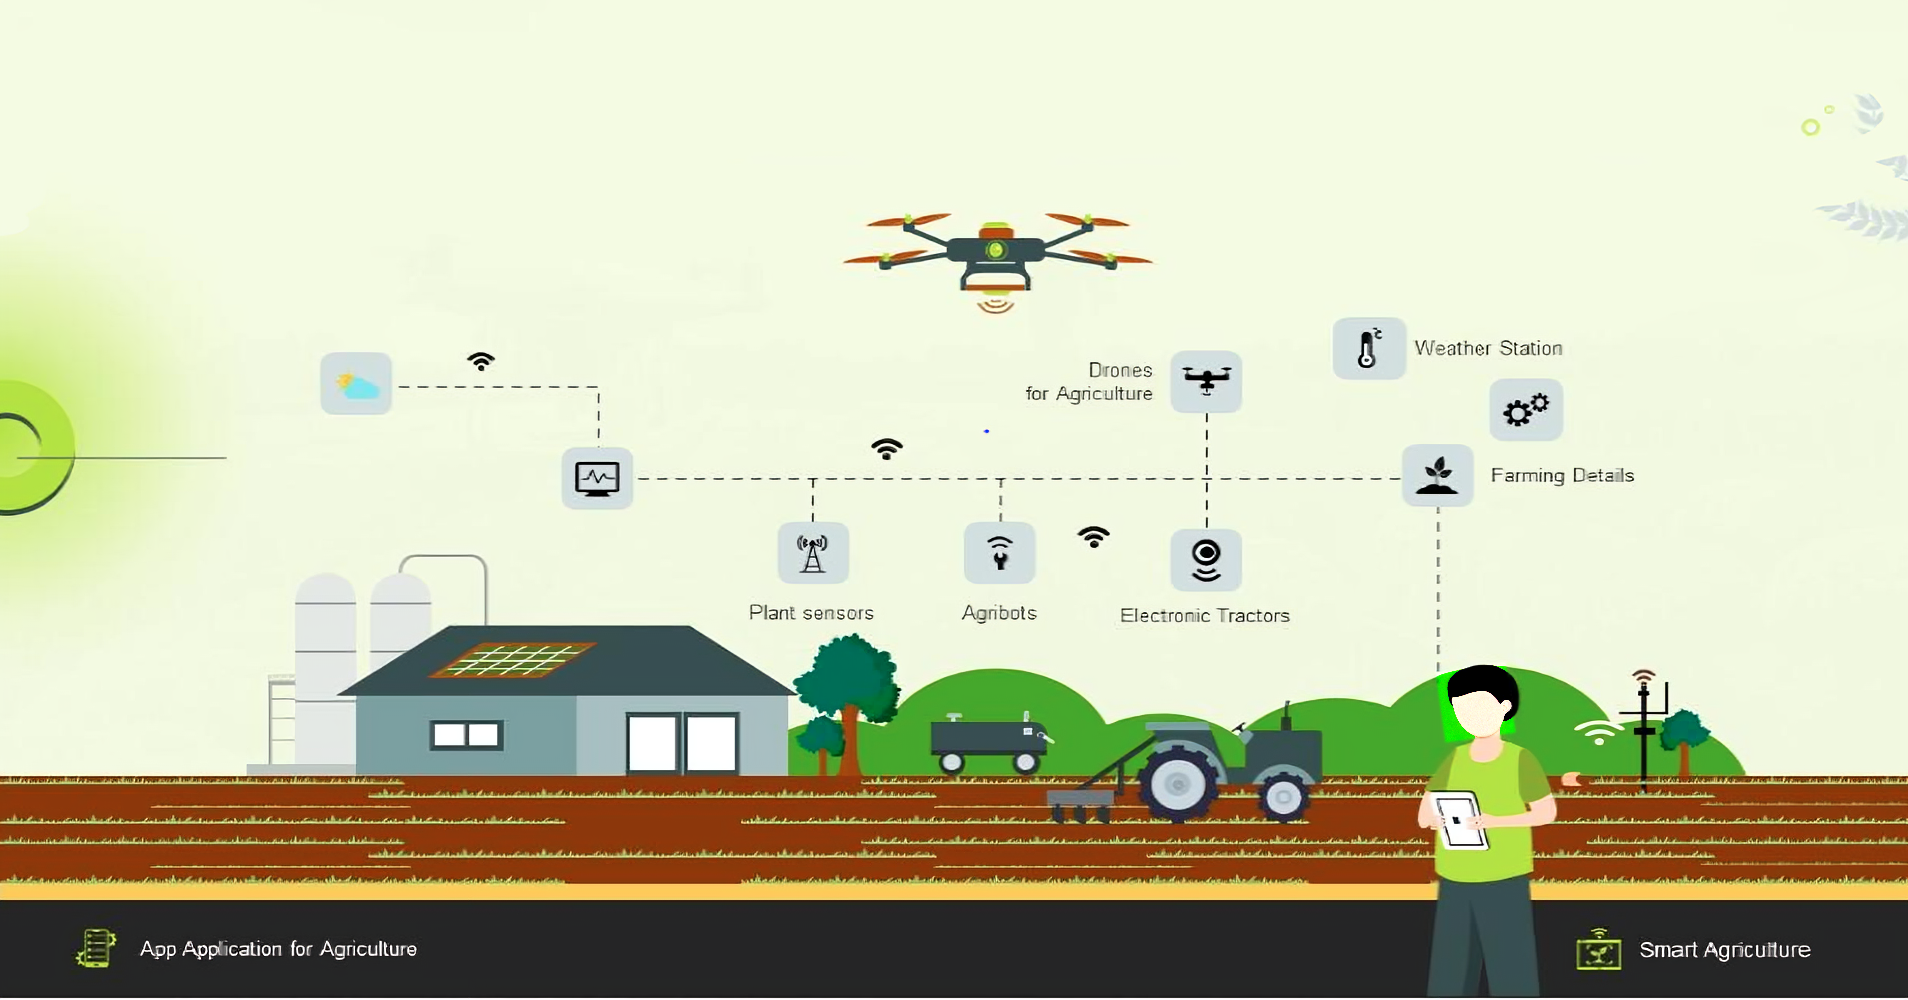 Weather Station
Drones
for Agriculture
Farming Details
Plant sensors
Agribots
Electronic Tractors
App Application for Agriculture
Smart Agriculture